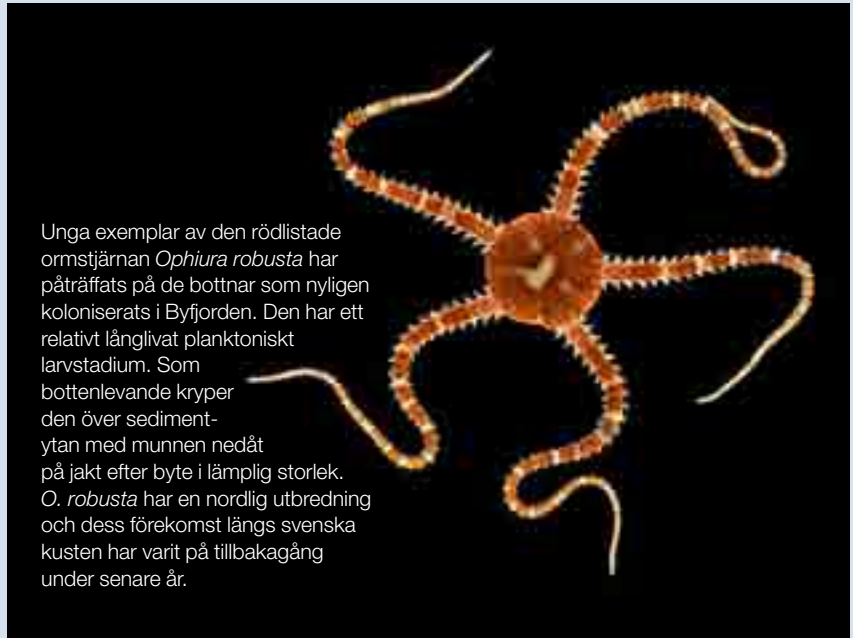 Unga exemplar av den rödlistade
ormstjärnan Ophiura robusta har
påträffats på de bottnar som nyligen
koloniserats i Byfjorden. Den har ett
relativt långlivat planktoniskt
larvstadium. Som
bottenlevande kryper
den över sediment-
ytan med munnen nedåt
på jakt efter byte i lämplig storlek.
O. robusta har en nordlig utbredning
och dess förekomst längs svenska
kusten har varit på tillbakagång
under senare år.